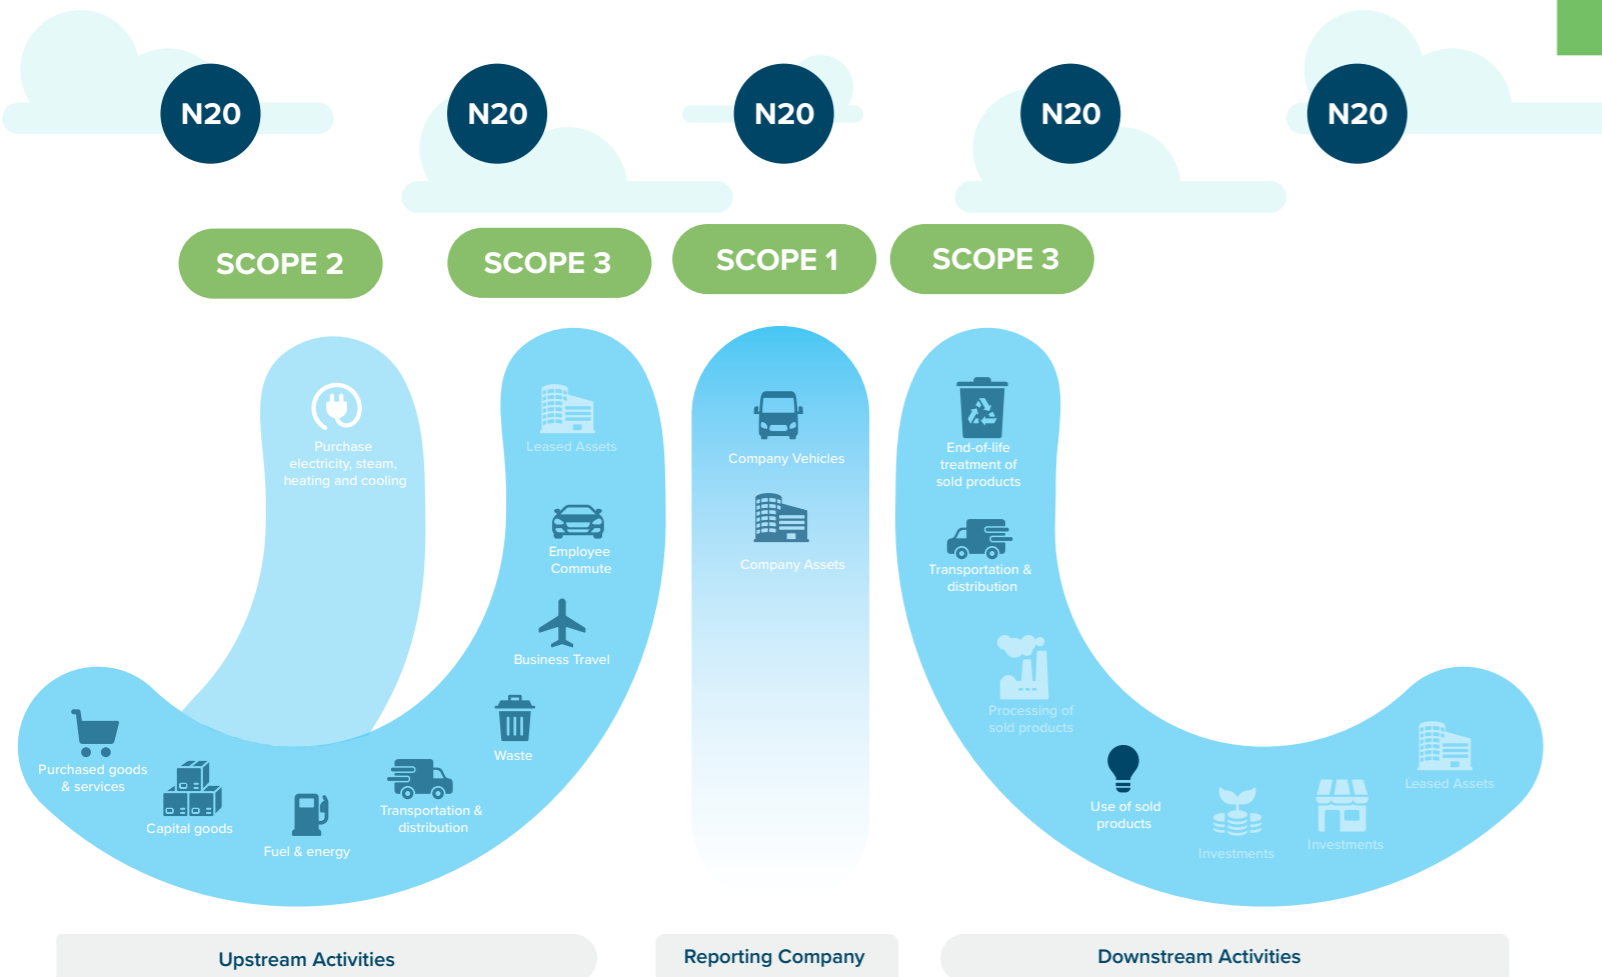 N20
N20
N20
N20
N20
SCOPE 2
SCOPE 3
SCOPE 1
SCOPE 3
Purchase
electricity, steam,
heating and cooling
Leased Assets
Employee
Commute
Business Travel
Waste
Transportation &
distribution
Fuel & energy
Capital goods
Purchased goods
& services
Company Vehicles
Company Assets
End-of-life
treatment of
sold products
Transportation &
distribution
Processing of
sold products
Use of sold
products
Investments
Investments
Leased Assets
Upstream Activities
Reporting Company
Downstream Activities